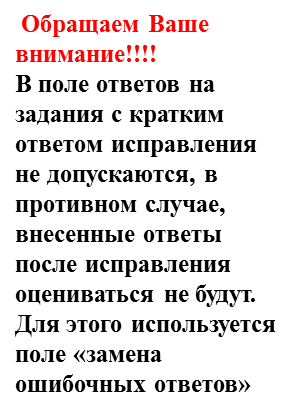 Обращаем Ваше
внимание!!!!
В поле ответов на
задания с кратким
ответом исправления
не допускаются, в
противном случае,
внесенные ответы
после исправления
оцениваться не будут.
Для этого используется
поле «замена
ошибочных ответов»